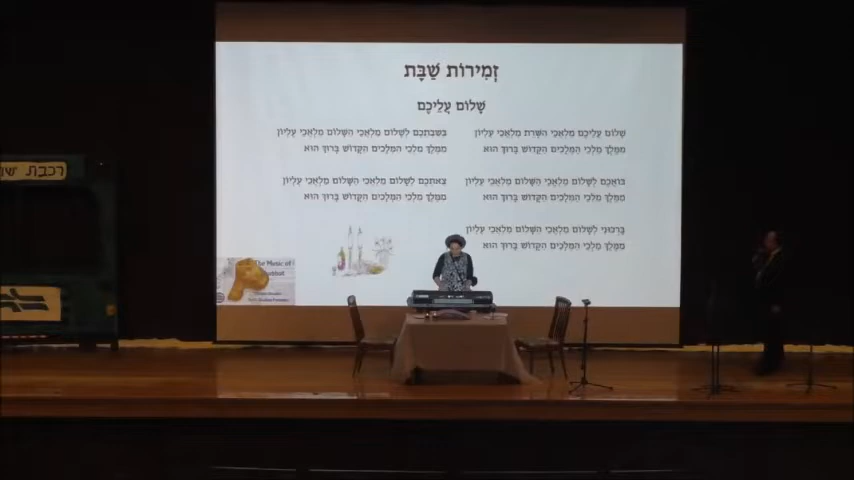 זְמִירוֹת שַׁבָּת
שָׁלוֹם עֲלֵיכֶם
שָׁלוֹם עֲלֵיכֶם מַלְאֲכֵי הַשָּׁרֵת מַלְאֲכֵי עֶלְיוֹן
מִמֶּלֶךְ מַלְכֵי הַמְּלָכִים הַקָּדוֹשׁ בָּרוּךְ הוּא
בּוֹאֲכֶם לְשָׁלוֹם מַלְאֲכֵי הַשָּׁלוֹם מַלְאֲכֵי עֶלְיוֹן
מִמֶּלֶךְ מַלְכֵי הַמְּלָכִים הַקָּדוֹשׁ בָּרוּךְ הוּא
בָּרְכוּנִי לְשָׁלוֹם מַלְאֲכֵי הַשָּׁלוֹם מַלְאֲכֵי עֶלְיוֹן
מִמֶּלֶךְ מַלְכֵי הַמְּלָכִים הַקָּדוֹשׁ בָּרוּךְ הוּא
בְּשִׁבְתְּכֶם לְשָׁלוֹם מַלְאֲכֵי הַשָּׁלוֹם מַלְאֲכֵי עֶלְיוֹן
מִמֶּלֶךְ מַלְכֵי הַמְּלָכִים הַקָּדוֹשׁ בָּרוּךְ הוּא
צֵאתְכֶם לְשָׁלוֹם מַלְאֲכֵי הַשָּׁלוֹם מַלְאֲכֵי עֶלְיוֹן
מִמֶּלֶךְ מַלְכֵי הַמְּלָכִים הַקָּדוֹשׁ בָּרוּךְ הוּא
The Music of
רכבת